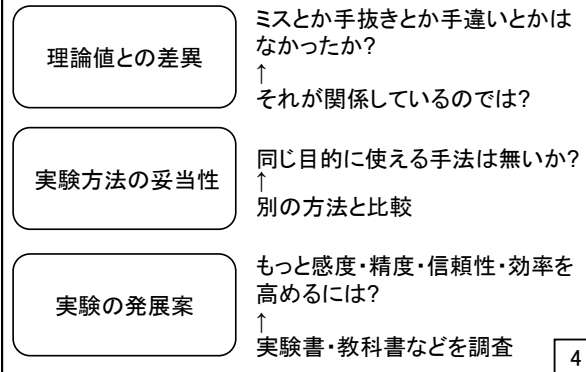 理論値との差異
ミスとか手抜きとか手違いとかは
なかったか?
↑
それが関係しているのでは?
実験方法の妥当性
同じ目的に使える手法は無いか?
↑
別の方法と比較
実験の発展案
もっと感度・精度・信頼性・効率を
高めるには?
↑
実験書・教科書などを調査
4